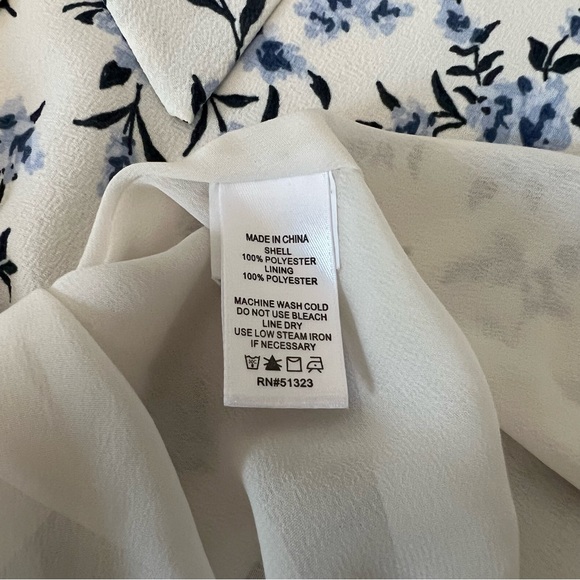 MADE IN CHINA
SHELL
100% POLYESTER
LINING
100% POLYESTER
MACHINE WASH COLD
DO NOT USE BLEACH
LINE DRY
USE LOW STEAM IRON
IF NECESSARY
RN#51323